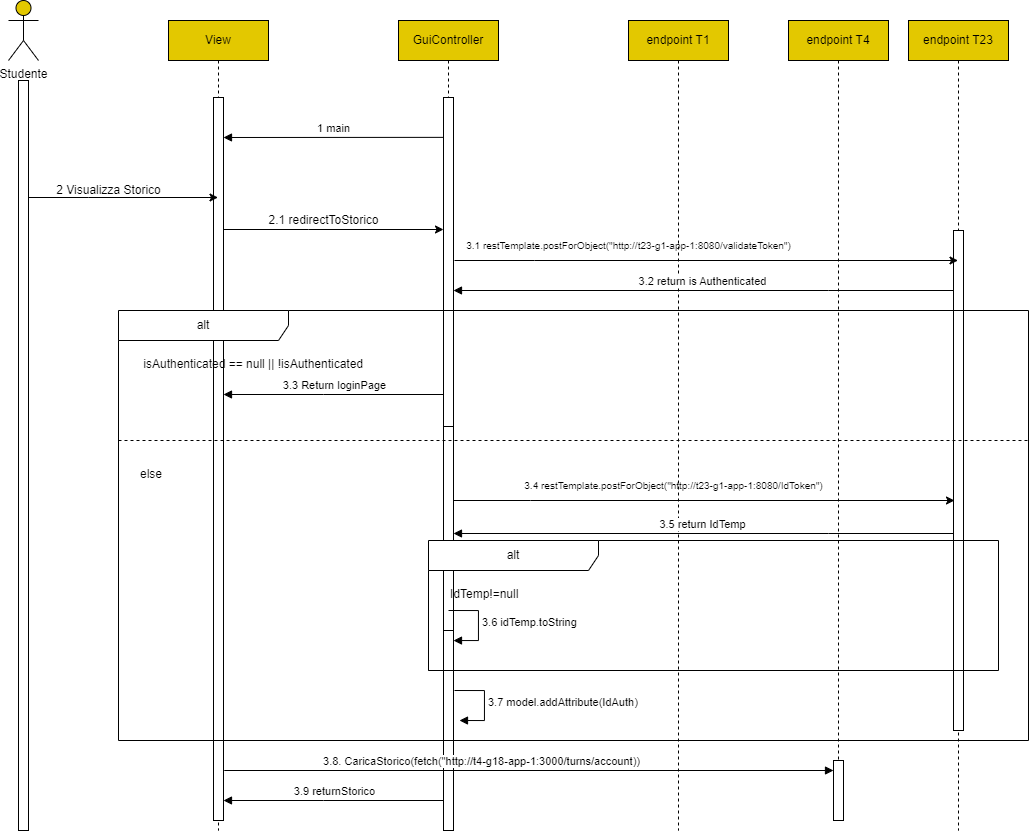 View
GuiController
endpoint T1
endpoint T4
endpoint T23
Studente
1 main
2 Visualizza Storico
2.1 redirectToStorico
3.1 restTemplate.postForObject("http://t23-g1-app-1:8080/validateToken")
3.2 return is Authenticated
alt
isAuthenticated == null || !isAuthenticated
3.3 Return loginPage
else
3.4 restTemplate.postForObject("http://t23-g1-app-1:8080/IdToken")
3.5 return IdTemp
alt
IdTemp!=null
3.6 idTemp.toString
3.7 model.addAttribute(IdAuth)
3.8. CaricaStorico(fetch("http://t4-g18-app-1:3000/turns/account))
3.9 returnStorico